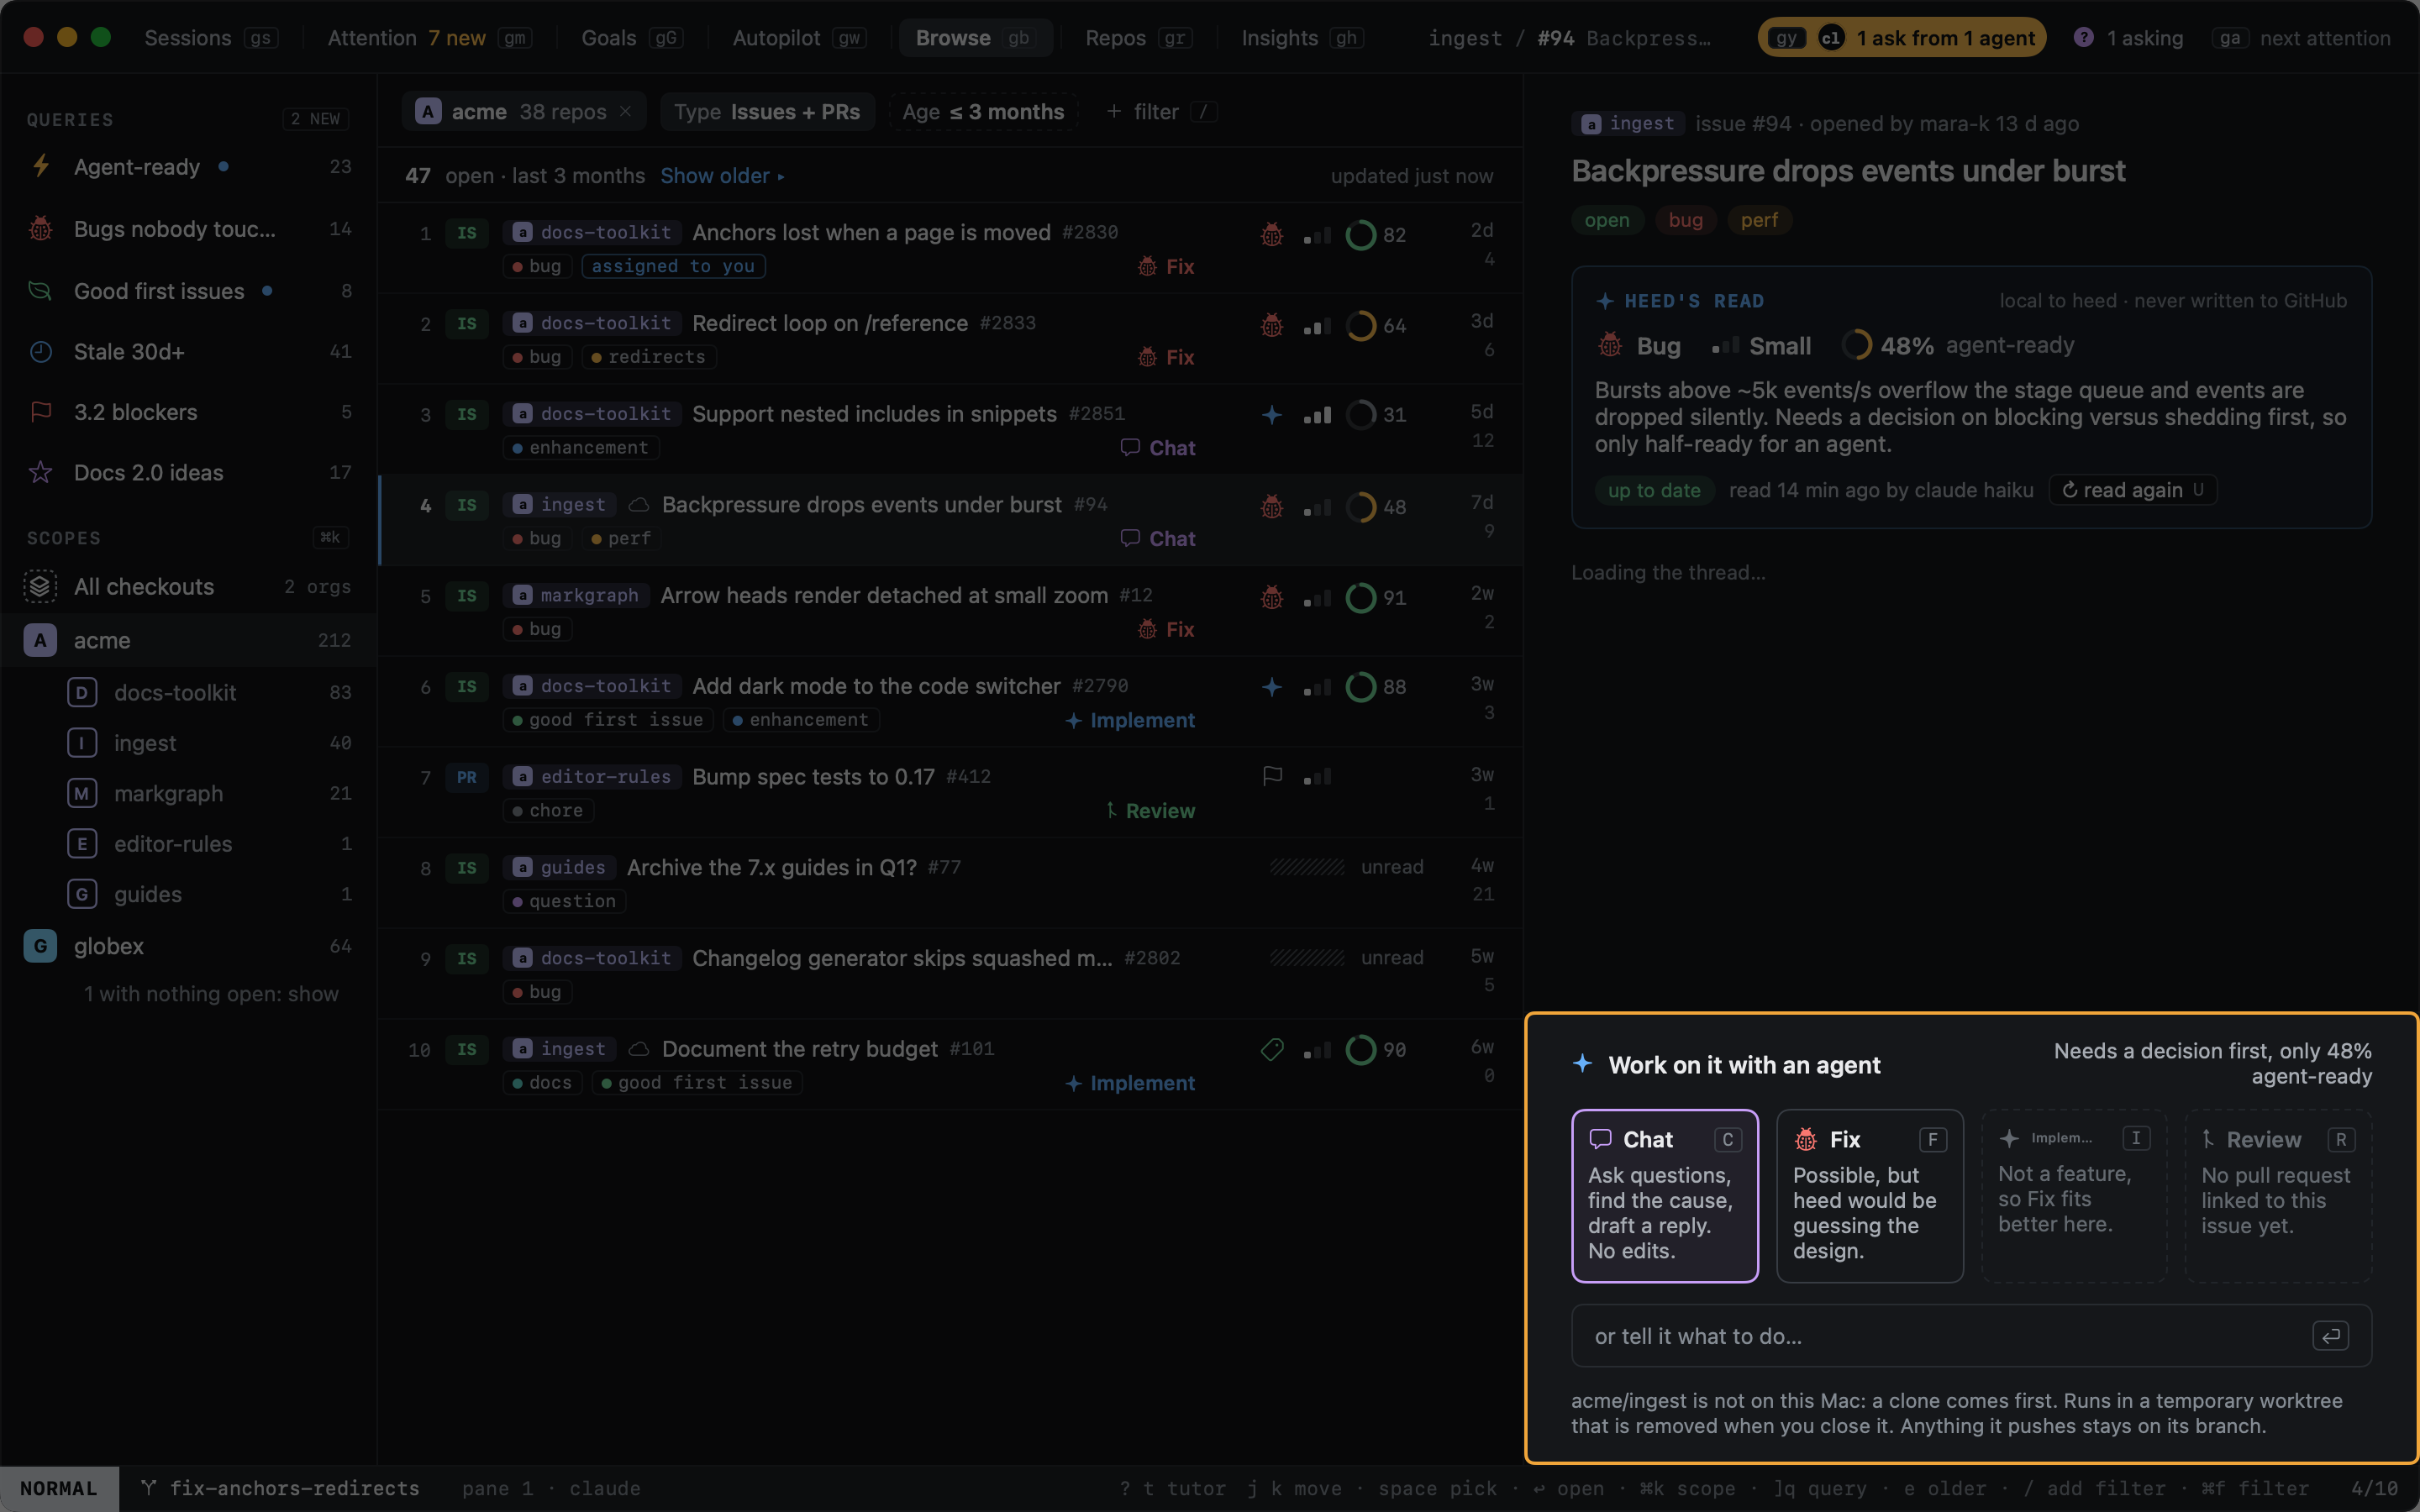 Sessions gs Attention 7 new gm Goals gG Autopilot gw Browse gb Repos gr Insights gh ingest / #94 Backpress… gy cl 1 ask from 1 agent ? 1 asking ga next attention
QUERIES 2 NEW
Agent-ready 23
Bugs nobody touc… 14
Good first issues 8
Stale 30d+ 41
3.2 blockers 5
Docs 2.0 ideas 17
SCOPES ⌘k
All checkouts 2 orgs
A acme 212
D docs-toolkit 83
I ingest 40
M markgraph 21
E editor-rules 1
G guides 1
G globex 64
1 with nothing open: show
A acme 38 repos × Type Issues + PRs Age ≤ 3 months + filter /
47 open · last 3 months Show older ▸ updated just now
1 IS a docs-toolkit Anchors lost when a page is moved #2830 82 2d
bug assigned to you Fix 4
2 IS a docs-toolkit Redirect loop on /reference #2833 64 3d
bug redirects Fix 6
3 IS a docs-toolkit Support nested includes in snippets #2851 31 5d
enhancement Chat 12
4 IS a ingest Backpressure drops events under burst #94 48 7d
bug perf Chat 9
5 IS a markgraph Arrow heads render detached at small zoom #12 91 2w
bug Fix 2
6 IS a docs-toolkit Add dark mode to the code switcher #2790 88 3w
good first issue enhancement Implement 3
7 PR a editor-rules Bump spec tests to 0.17 #412 3w
chore Review 1
8 IS a guides Archive the 7.x guides in Q1? #77 unread 4w
question 21
9 IS a docs-toolkit Changelog generator skips squashed m… #2802 unread 5w
bug 5
10 IS a ingest Document the retry budget #101 90 6w
docs good first issue Implement 0
a ingest issue #94 · opened by mara-k 13 d ago
Backpressure drops events under burst
open bug perf
HEED'S READ local to heed · never written to GitHub
Bug Small 48% agent-ready
Bursts above ~5k events/s overflow the stage queue and events are
dropped silently. Needs a decision on blocking versus shedding first, so
only half-ready for an agent.
up to date read 14 min ago by claude haiku read again U
Loading the thread…
Work on it with an agent
Needs a decision first, only 48%
agent-ready
Chat C
Ask questions,
find the cause,
draft a reply.
No edits.
Fix F
Possible, but
heed would be
guessing the
design.
Implem… I
Not a feature,
so Fix fits
better here.
Review R
No pull request
linked to this
issue yet.
or tell it what to do…
acme/ingest is not on this Mac: a clone comes first. Runs in a temporary worktree
that is removed when you close it. Anything it pushes stays on its branch.
NORMAL fix-anchors-redirects pane 1 · claude ? t tutor j k move · space pick · ↩ open · ⌘k scope · ]q query · e older · / add filter · ⌘f filter 4/10